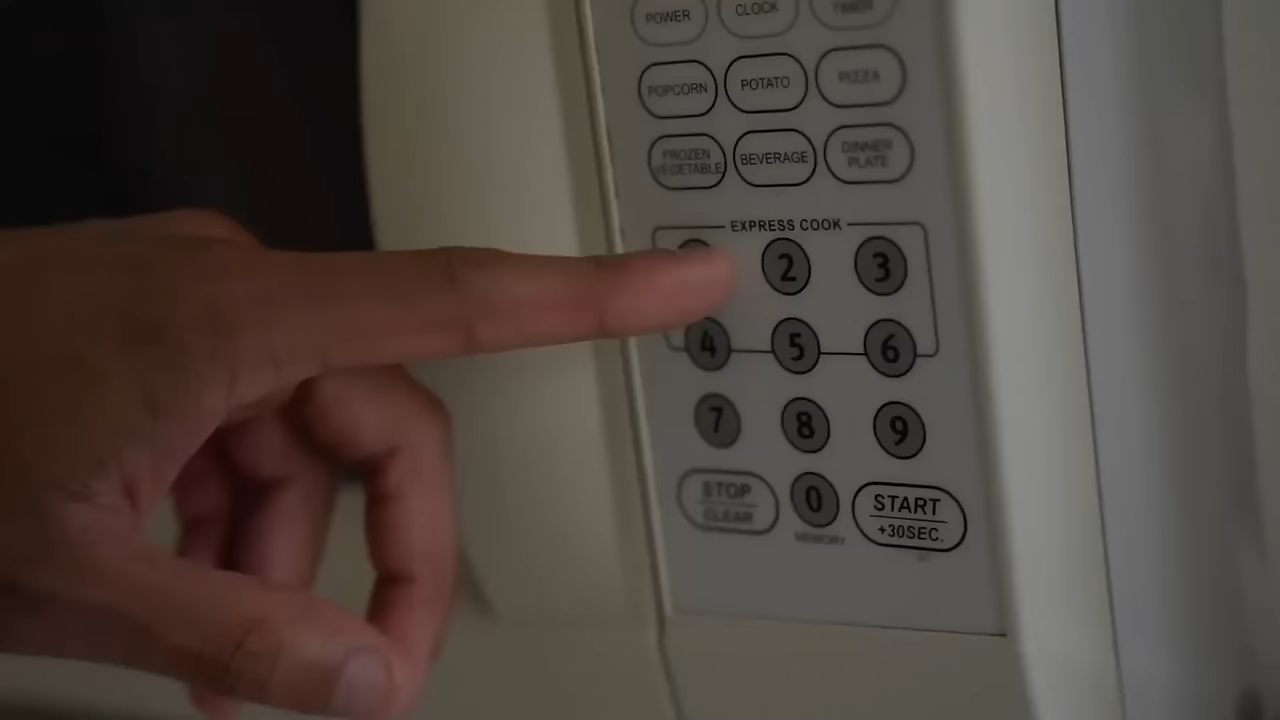 POWER CLOCK TIMER
POPCORN POTATO PIZZA
FROZEN VEGETABLE BEVERAGE DINNER PLATE
EXPRESS COOK
2 3
4 5 6
7 8 9
STOP CLEAR 0 START +30SEC.
MEMORY